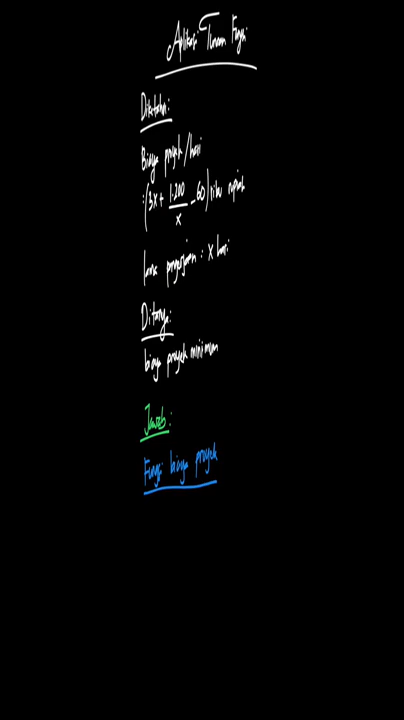 Aplikasi Turunan Fungsi
Diketahui:
Biaya proyek/hari
: (3x + 1.200/x - 60) ribu rupiah
lama pengerjaan : x hari
Ditanya:
biaya proyek minimum
Jawab:
Fungsi biaya proyek